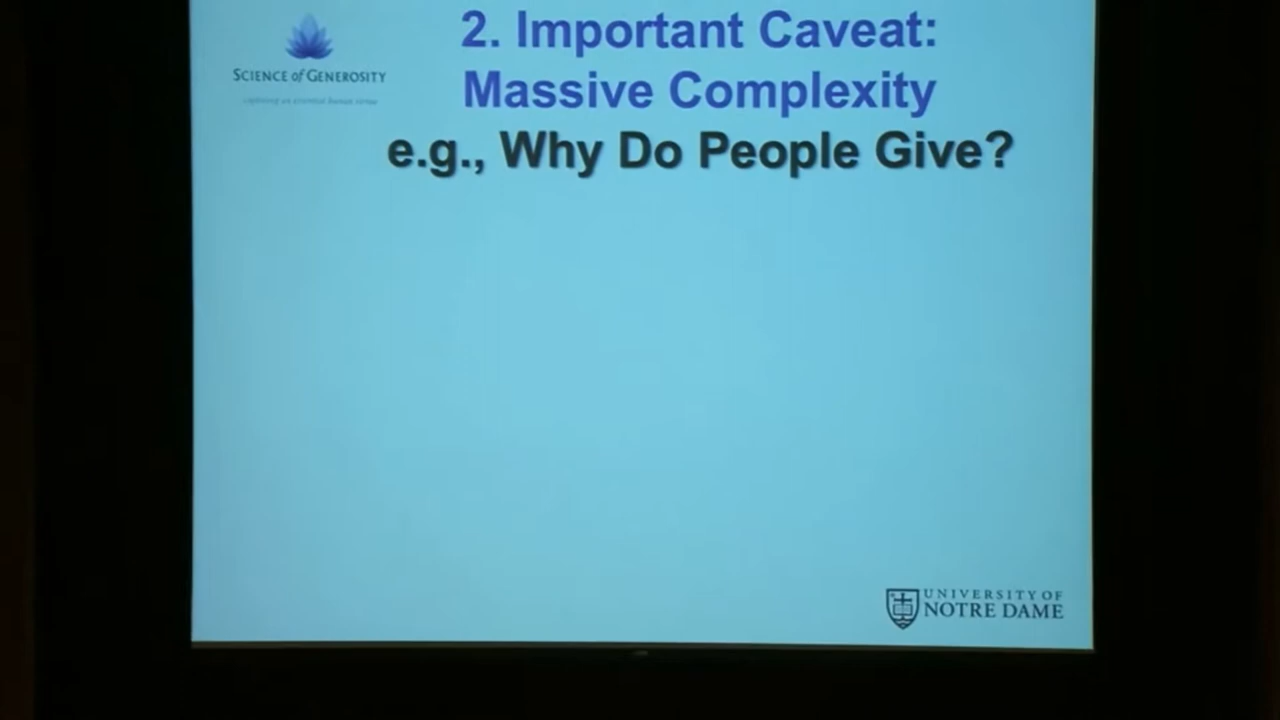 2. Important Caveat:
Massive Complexity
e.g., Why Do People Give?
SCIENCE of GENEROSITY
UNIVERSITY OF
NOTRE DAME